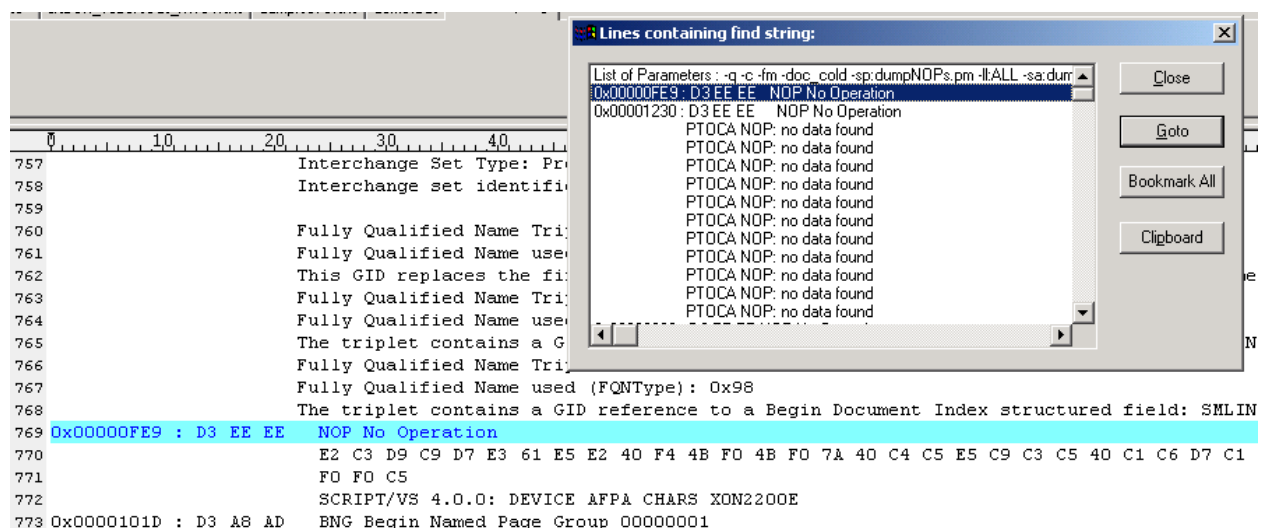 Lines containing find string:
List of Parameters : -q -c -fm -doc_cold -sp:dumpNOPs.pm -ll:ALL -sa:dum
0x00000FE9 : D3 EE EE NOP No Operation
0x00001230 : D3 EE EE NOP No Operation
PTOCA NOP: no data found
PTOCA NOP: no data found
PTOCA NOP: no data found
PTOCA NOP: no data found
PTOCA NOP: no data found
PTOCA NOP: no data found
PTOCA NOP: no data found
PTOCA NOP: no data found
PTOCA NOP: no data found
PTOCA NOP: no data found
PTOCA NOP: no data found
Close
Goto
Bookmark All
Clipboard
0 10 20 30 40
757 Interchange Set Type: Pr
758 Interchange set identifi
759
760 Fully Qualified Name Tri
761 Fully Qualified Name use
762 This GID replaces the fi
763 Fully Qualified Name Tri
764 Fully Qualified Name use
765 The triplet contains a G
766 Fully Qualified Name Tri
767 Fully Qualified Name used (FQNType): 0x98
768 The triplet contains a GID reference to a Begin Document Index structured field: SMLIN
769 0x00000FE9 : D3 EE EE NOP No Operation
770 E2 C3 D9 C9 D7 E3 61 E5 E2 40 F4 4B F0 4B F0 7A 40 C4 C5 E5 C9 C3 C5 40 C1 C6 D7 C1
771 F0 F0 C5
772 SCRIPT/VS 4.0.0: DEVICE AFPA CHARS XON2200E
773 0x0000101D : D3 A8 AD BNG Begin Named Page Group 00000001